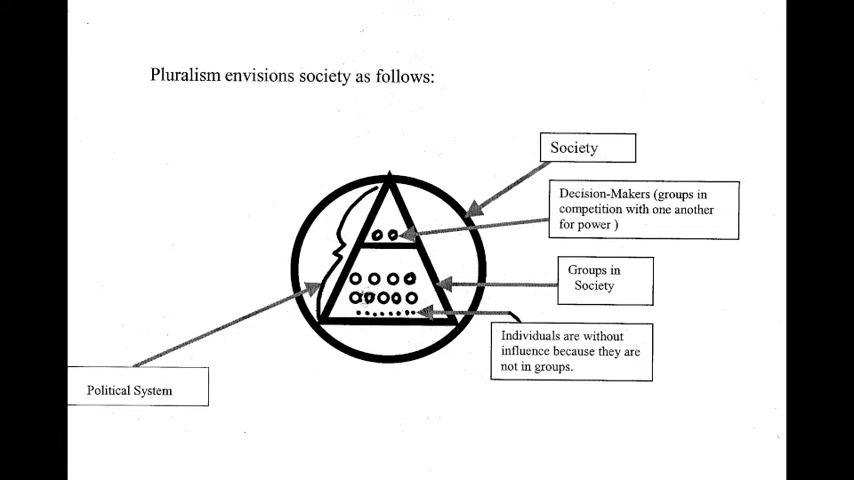 Pluralism envisions society as follows:
Society
Decision-Makers (groups in
competition with one another
for power )
Groups in
Society
Individuals are without
influence because they are
not in groups.
Political System